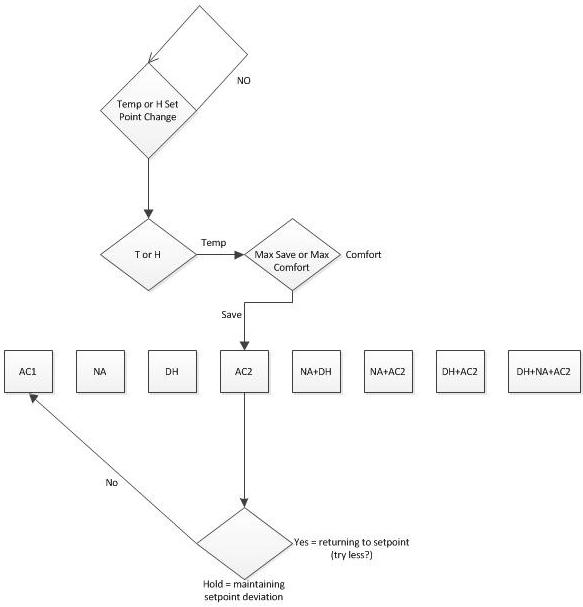 NO
Temp or H Set
Point Change
T or H
Temp
Max Save or Max
Comfort
Comfort
Save
AC1
NA
DH
AC2
NA+DH
NA+AC2
DH+AC2
DH+NA+AC2
No
Yes = returning to setpoint
(try less?)
Hold = maintaining
setpoint deviation